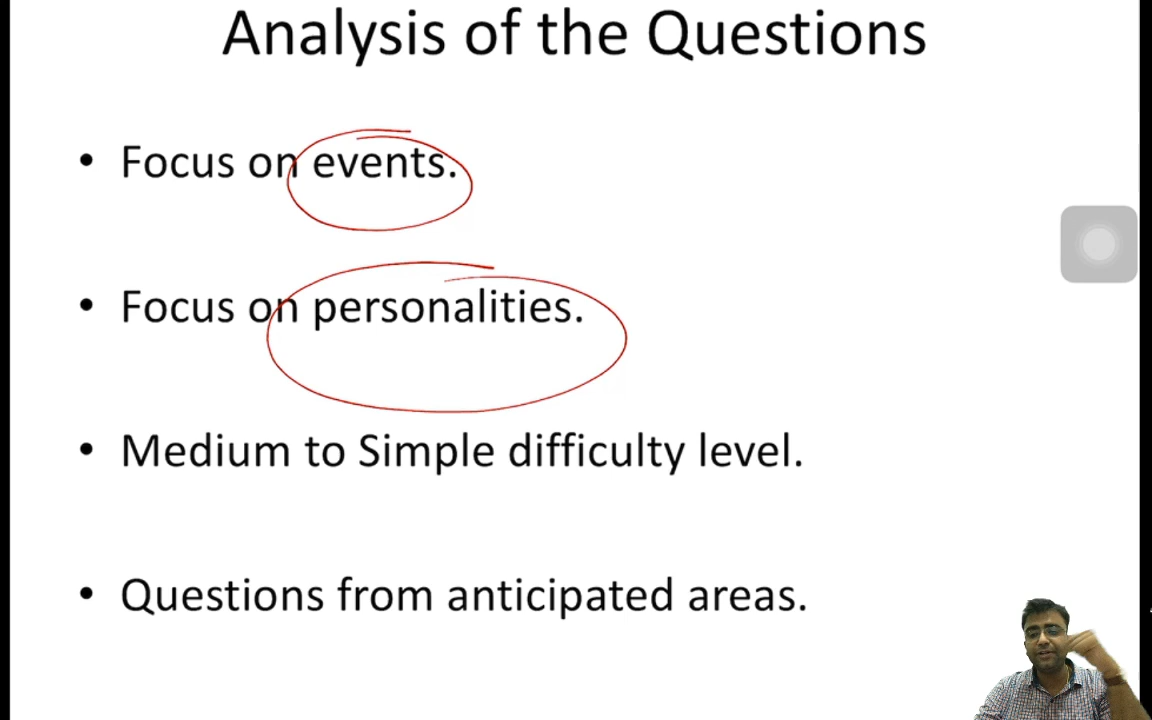 Analysis of the Questions
• Focus on events.
• Focus on personalities.
• Medium to Simple difficulty level.
• Questions from anticipated areas.